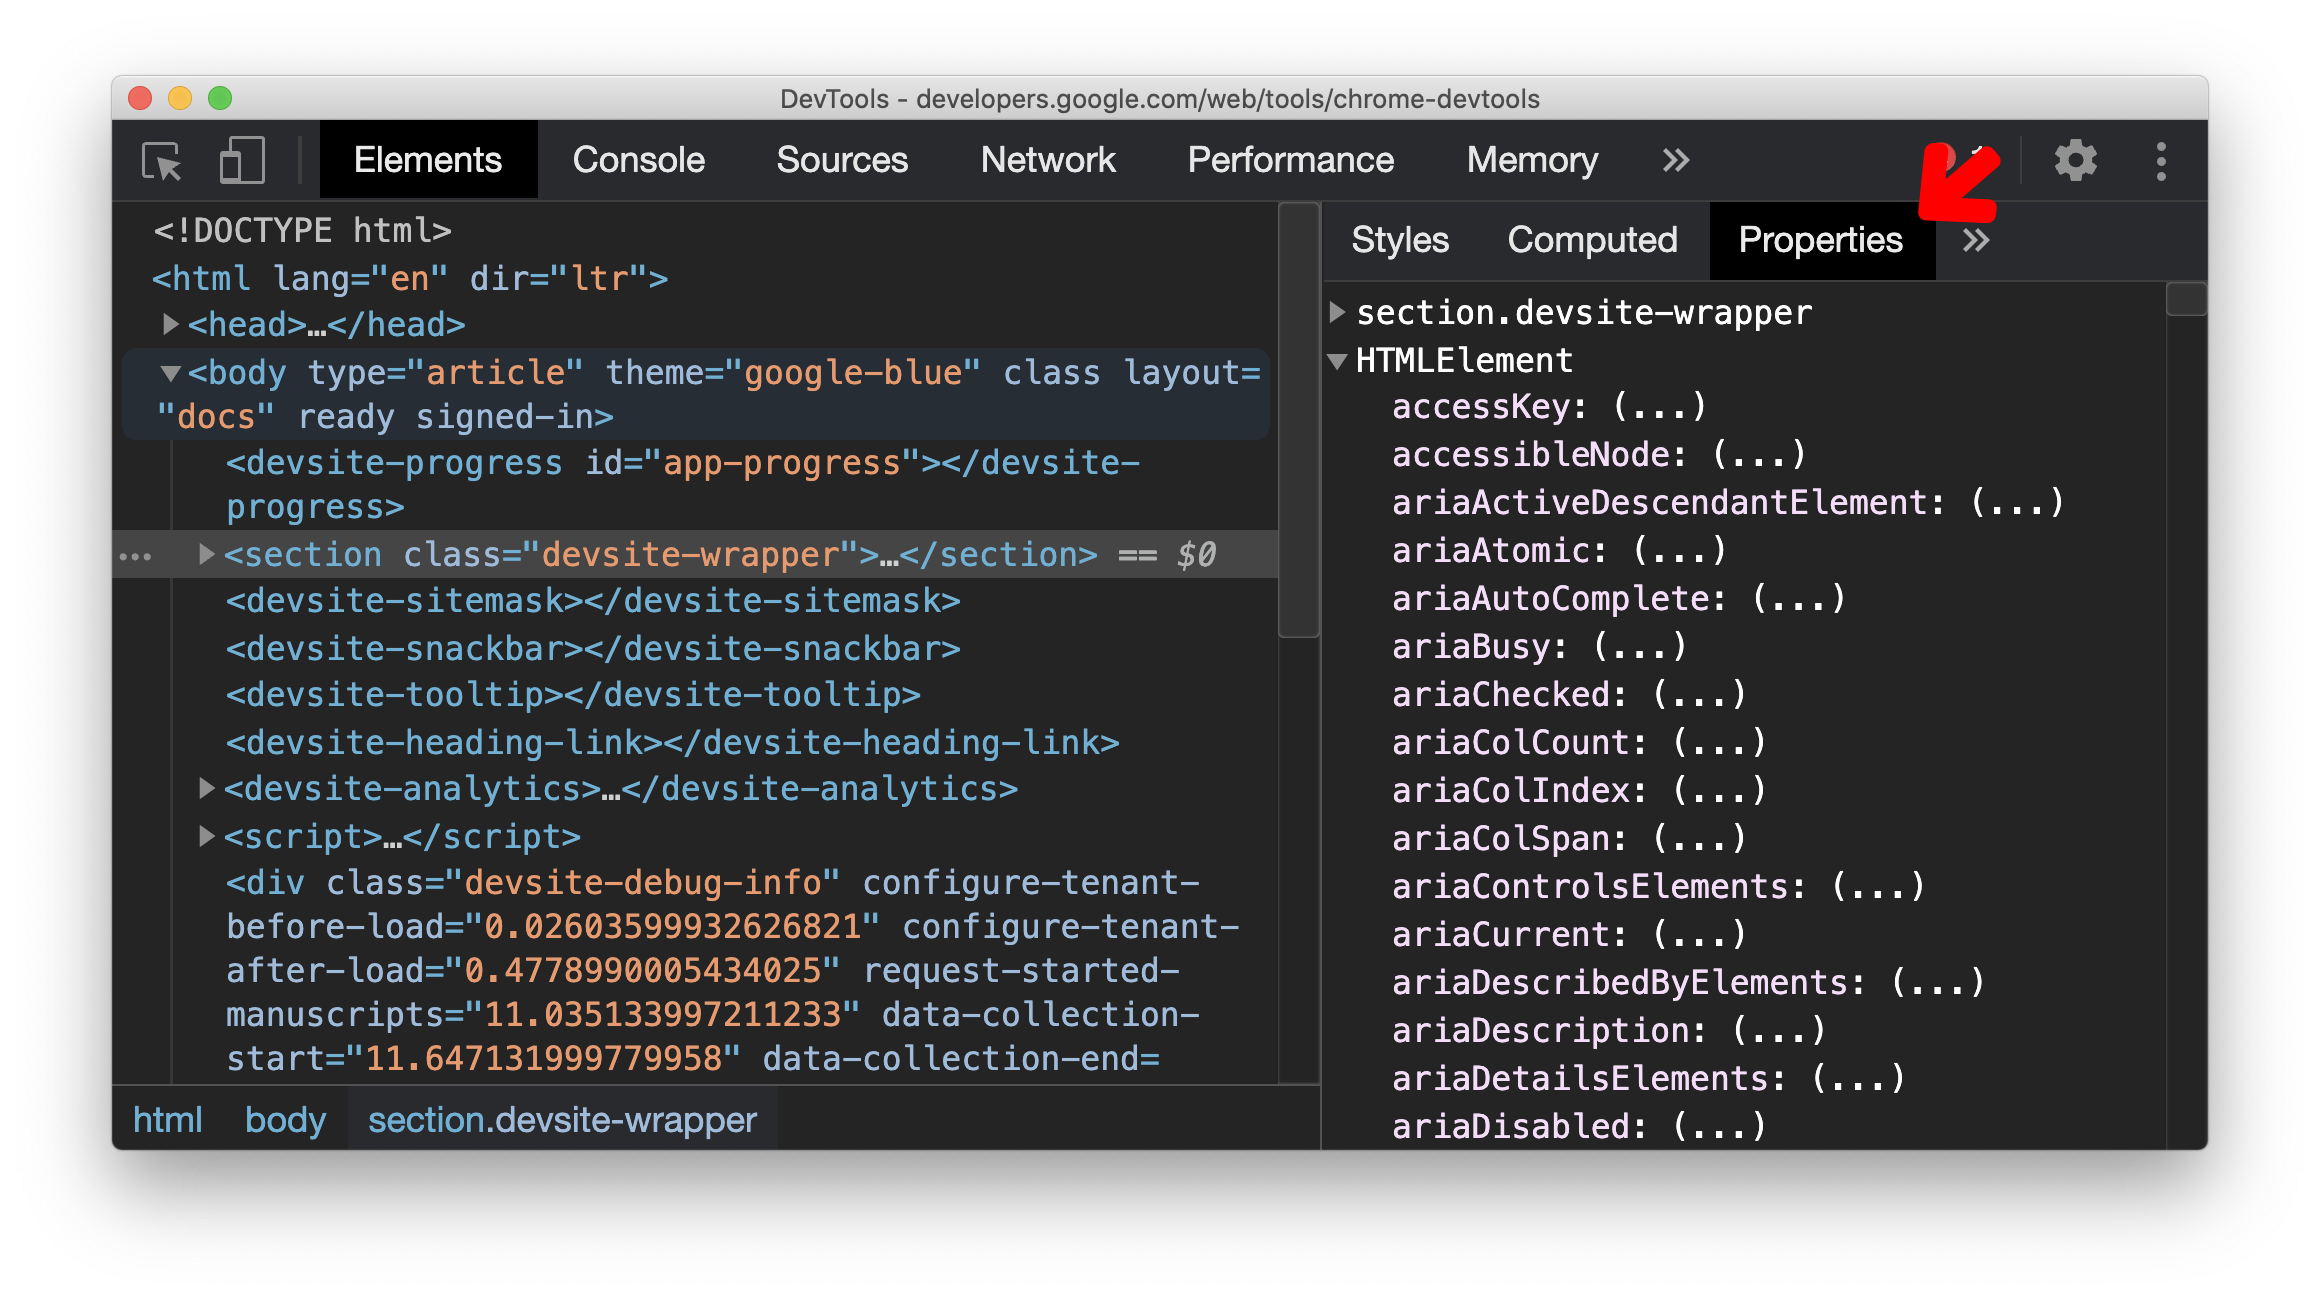 DevTools - developers.google.com/web/tools/chrome-devtools
Elements Console Sources Network Performance Memory »
<!DOCTYPE html>
<html lang="en" dir="ltr">
<head>…</head>
<body type="article" theme="google-blue" class layout=
"docs" ready signed-in>
<devsite-progress id="app-progress"></devsite-
progress>
… <section class="devsite-wrapper">…</section> == $0
<devsite-sitemask></devsite-sitemask>
<devsite-snackbar></devsite-snackbar>
<devsite-tooltip></devsite-tooltip>
<devsite-heading-link></devsite-heading-link>
<devsite-analytics>…</devsite-analytics>
<script>…</script>
<div class="devsite-debug-info" configure-tenant-
before-load="0.02603599932626821" configure-tenant-
after-load="0.4778990005434025" request-started-
manuscripts="11.035133997211233" data-collection-
start="11.647131999779958" data-collection-end=
html body section.devsite-wrapper
Styles Computed Properties »
section.devsite-wrapper
HTMLElement
accessKey: (...)
accessibleNode: (...)
ariaActiveDescendantElement: (...)
ariaAtomic: (...)
ariaAutoComplete: (...)
ariaBusy: (...)
ariaChecked: (...)
ariaColCount: (...)
ariaColIndex: (...)
ariaColSpan: (...)
ariaControlsElements: (...)
ariaCurrent: (...)
ariaDescribedByElements: (...)
ariaDescription: (...)
ariaDetailsElements: (...)
ariaDisabled: (...)